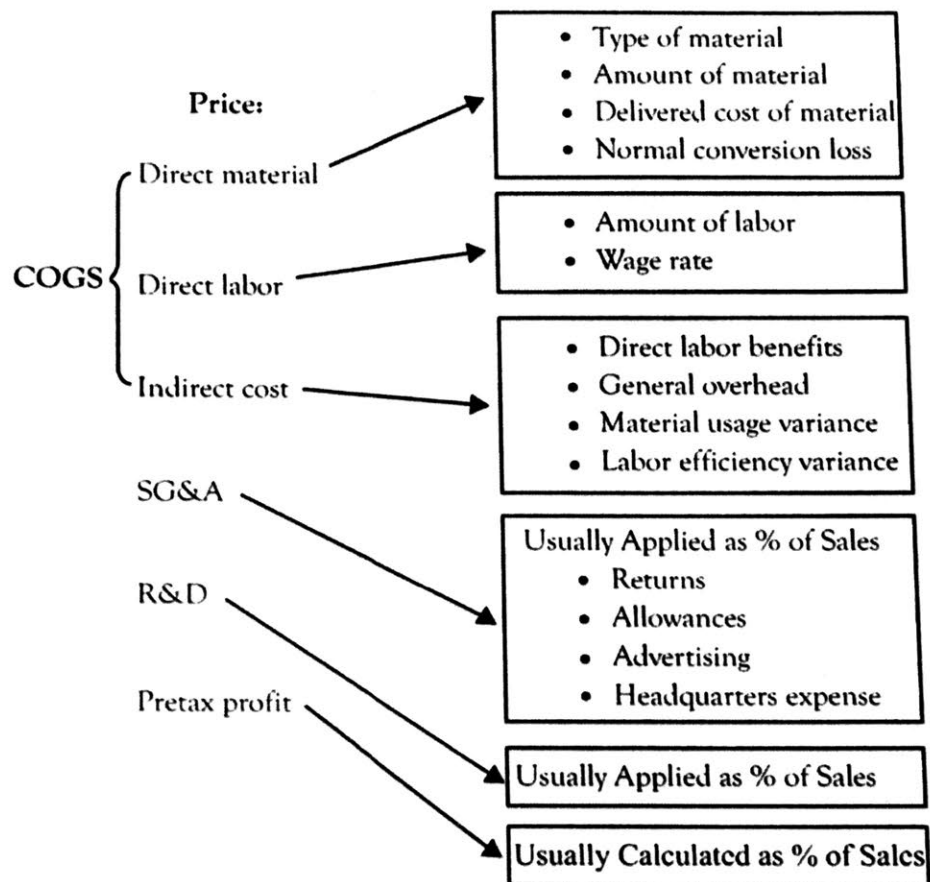 Price:
COGS
Direct material
• Type of material
• Amount of material
• Delivered cost of material
• Normal conversion loss
Direct labor
• Amount of labor
• Wage rate
Indirect cost
• Direct labor benefits
• General overhead
• Material usage variance
• Labor efficiency variance
SG&A
Usually Applied as % of Sales
• Returns
• Allowances
• Advertising
• Headquarters expense
R&D
Usually Applied as % of Sales
Pretax profit
Usually Calculated as % of Sales